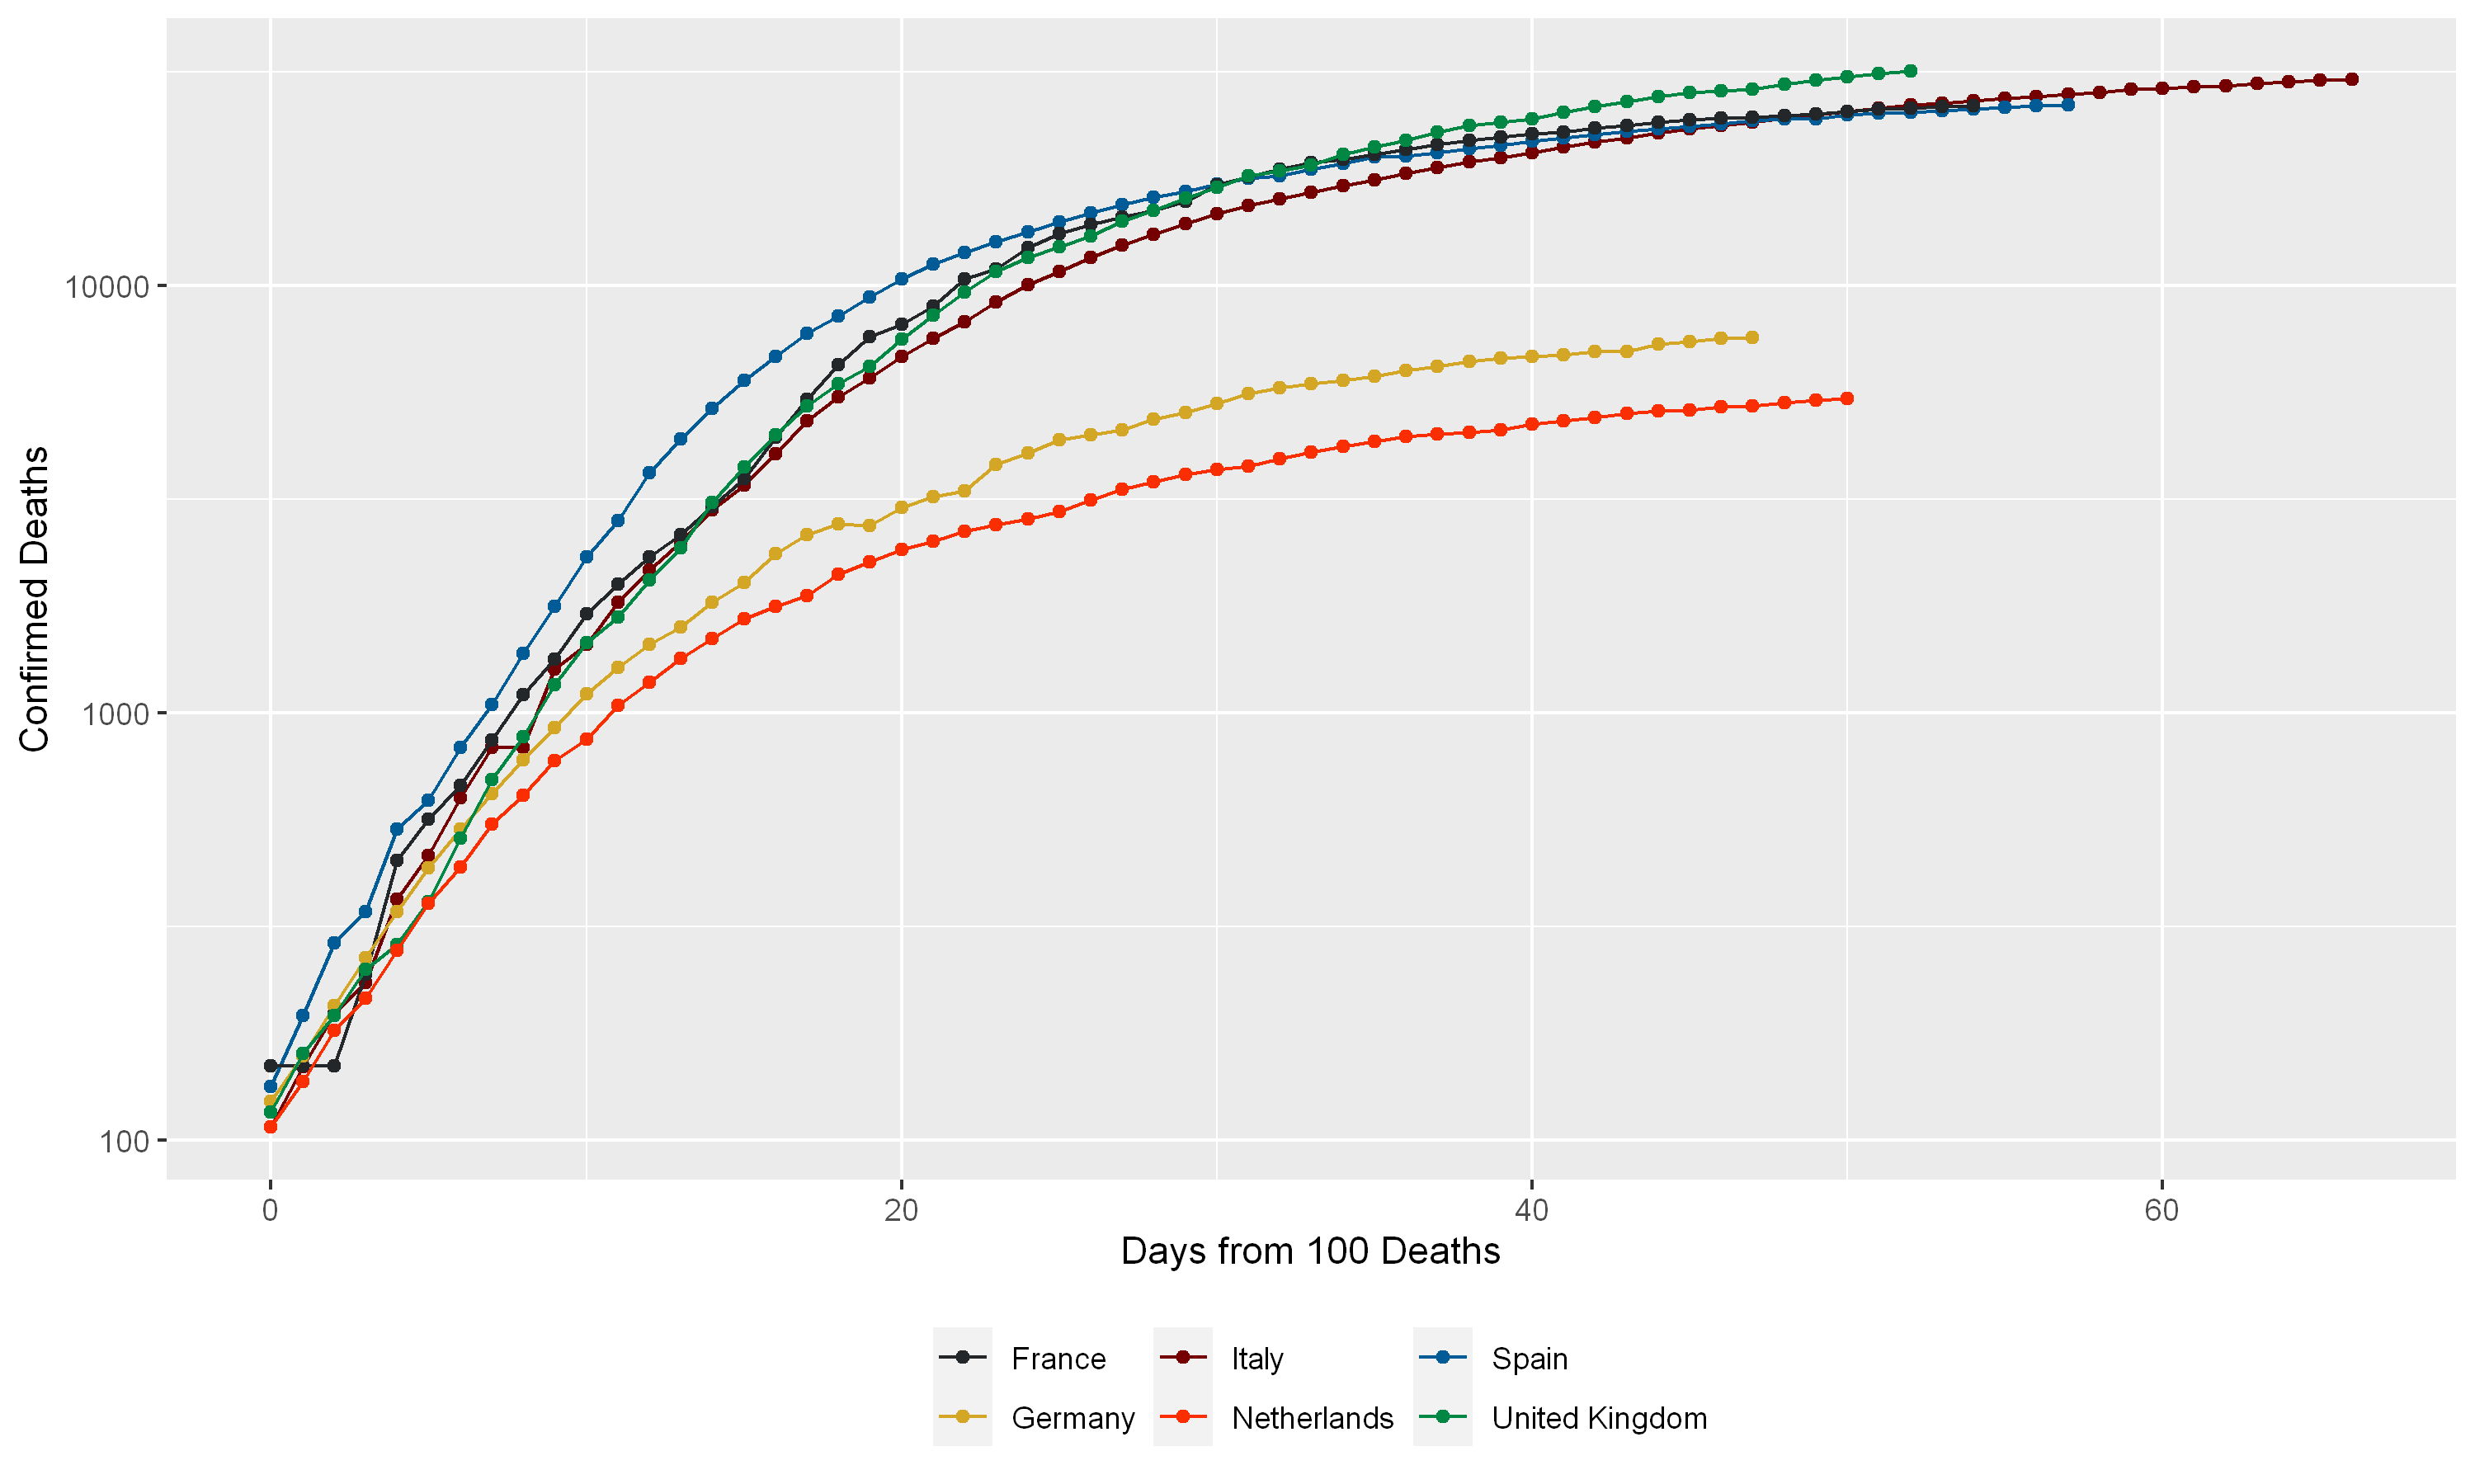 Confirmed Deaths
10000
1000
100
0 20 40 60
Days from 100 Deaths
France Italy Spain
Germany Netherlands United Kingdom